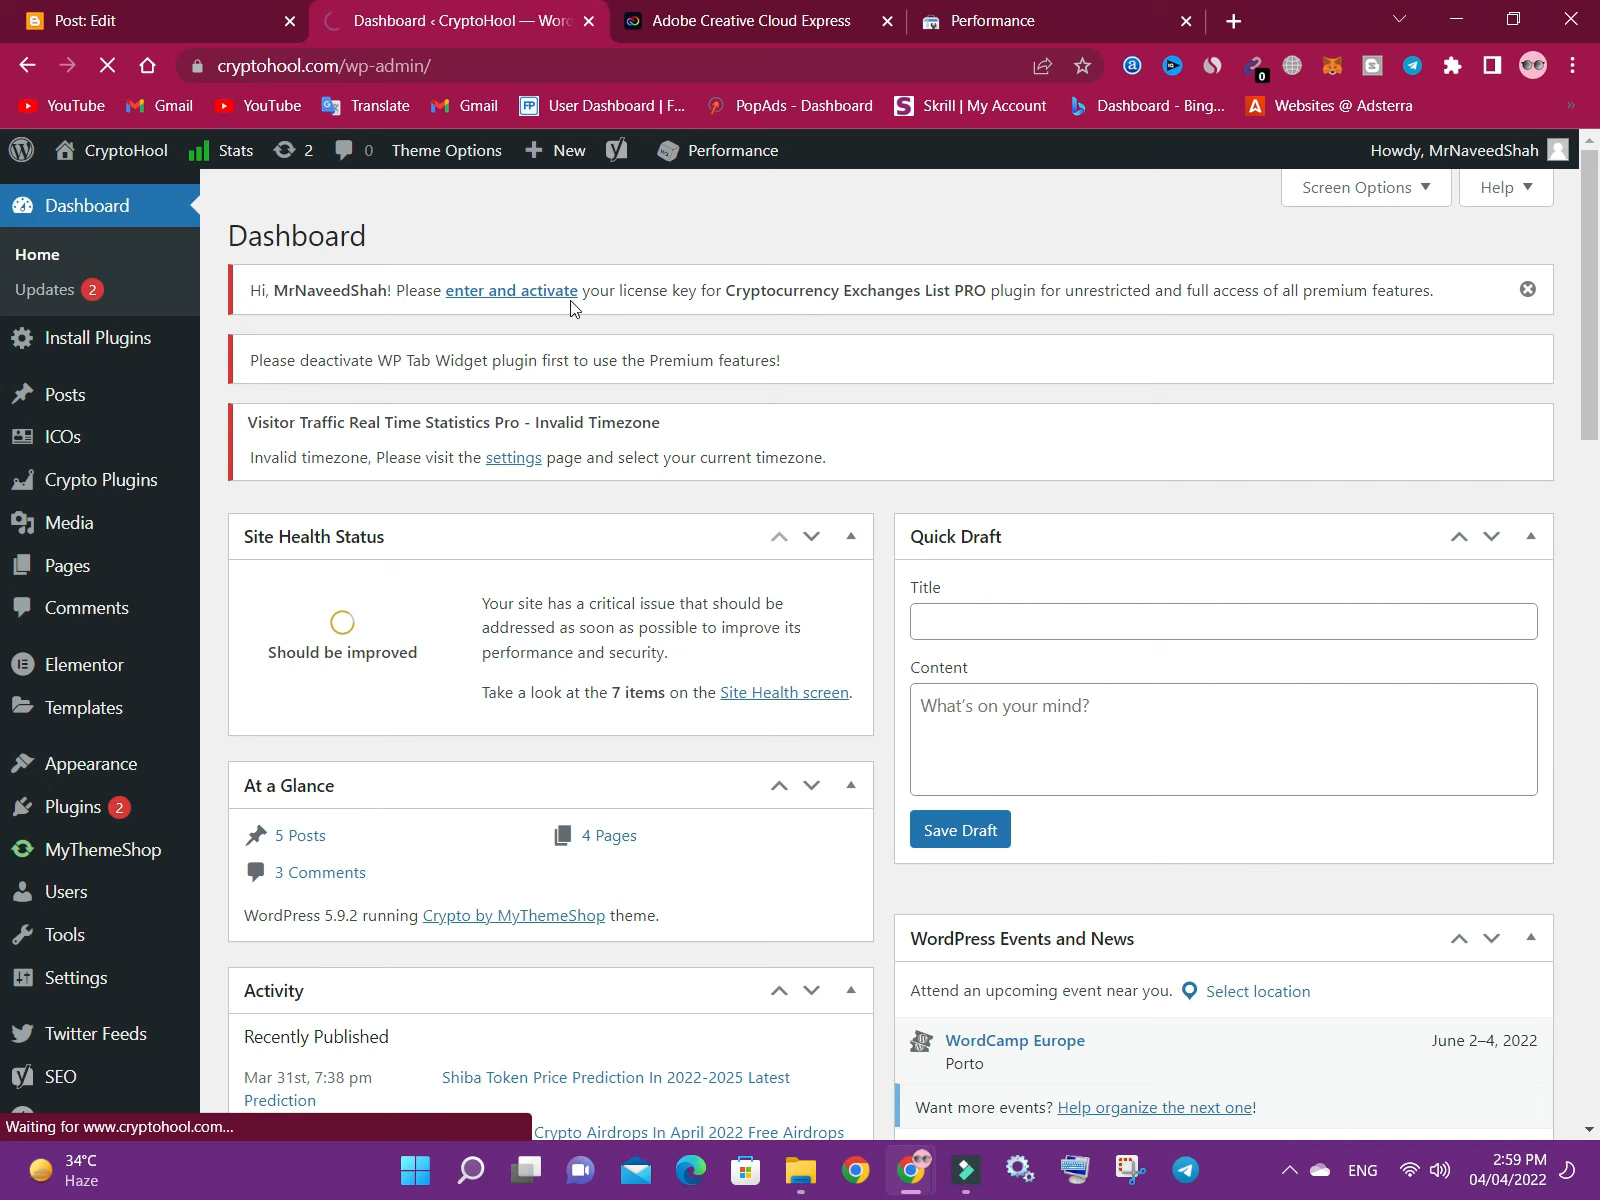 Post: Edit
Dashboard ‹ CryptoHool — Wor
Adobe Creative Cloud Express
Performance
cryptohool.com/wp-admin/
0
YouTube
Gmail
YouTube
Translate
Gmail
FP User Dashboard | F...
PopAds - Dashboard
S Skrill | My Account
Dashboard - Bing...
A Websites @ Adsterra
»
CryptoHool
Stats
2
0
Theme Options
New
Performance
Howdy, MrNaveedShah
Screen Options
Help
Dashboard
Home
Updates 2
Install Plugins
Posts
ICOs
Crypto Plugins
Media
Pages
Comments
Elementor
Templates
Appearance
Plugins 2
MyThemeShop
Users
Tools
Settings
Twitter Feeds
SEO
Dashboard
Hi, MrNaveedShah! Please enter and activate your license key for Cryptocurrency Exchanges List PRO plugin for unrestricted and full access of all premium features.
Please deactivate WP Tab Widget plugin first to use the Premium features!
Visitor Traffic Real Time Statistics Pro - Invalid Timezone
Invalid timezone, Please visit the settings page and select your current timezone.
Site Health Status
Should be improved
Your site has a critical issue that should be
addressed as soon as possible to improve its
performance and security.
Take a look at the 7 items on the Site Health screen.
At a Glance
5 Posts
4 Pages
3 Comments
WordPress 5.9.2 running Crypto by MyThemeShop theme.
Activity
Recently Published
Mar 31st, 7:38 pm
Shiba Token Price Prediction In 2022-2025 Latest
Prediction
Crypto Airdrops In April 2022 Free Airdrops
Quick Draft
Title
Content
What's on your mind?
Save Draft
WordPress Events and News
Attend an upcoming event near you.
Select location
WordCamp Europe
June 2–4, 2022
Porto
Want more events? Help organize the next one!
Waiting for www.cryptohool.com...
34°C
Haze
ENG
2:59 PM
04/04/2022